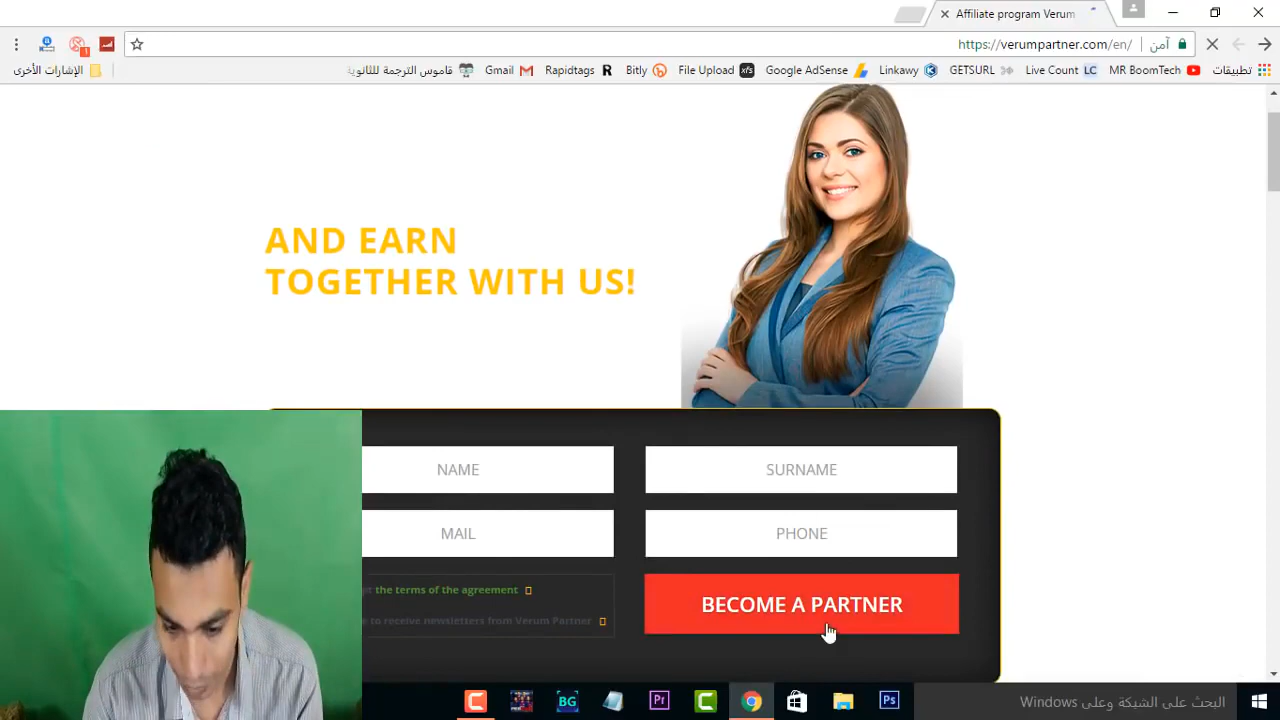 Affiliate program Verum
https://verumpartner.com/en/
آمن
تطبيقات
MR BoomTech
Live Count
GETSURL
Linkawy
Google AdSense
File Upload
Bitly
Rapidtags
Gmail
قاموس الترجمة للثانوية
الإشارات الأخرى
AND EARN
TOGETHER WITH US!
NAME
SURNAME
MAIL
PHONE
the terms of the agreement
to receive newsletters from Verum Partner
BECOME A PARTNER
البحث على الشبكة وعلى Windows